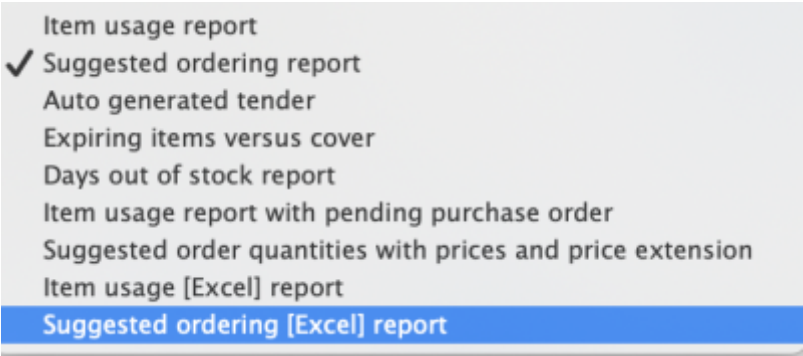 Item usage report
Suggested ordering report
Auto generated tender
Expiring items versus cover
Days out of stock report
Item usage report with pending purchase order
Suggested order quantities with prices and price extension
Item usage [Excel] report
Suggested ordering [Excel] report